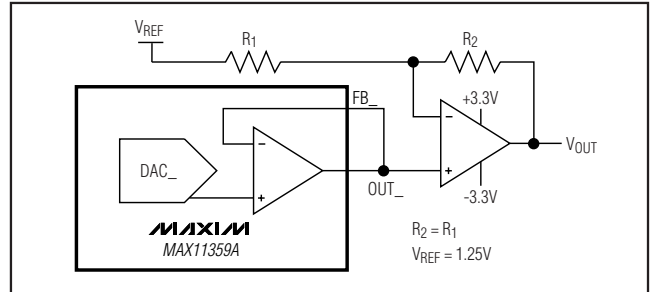 VREF
R1
R2
FB_
+3.3V
−
−
DAC_
VOUT
+
+
OUT_
-3.3V
MAXIM
MAX11359A
R2 = R1
VREF = 1.25V